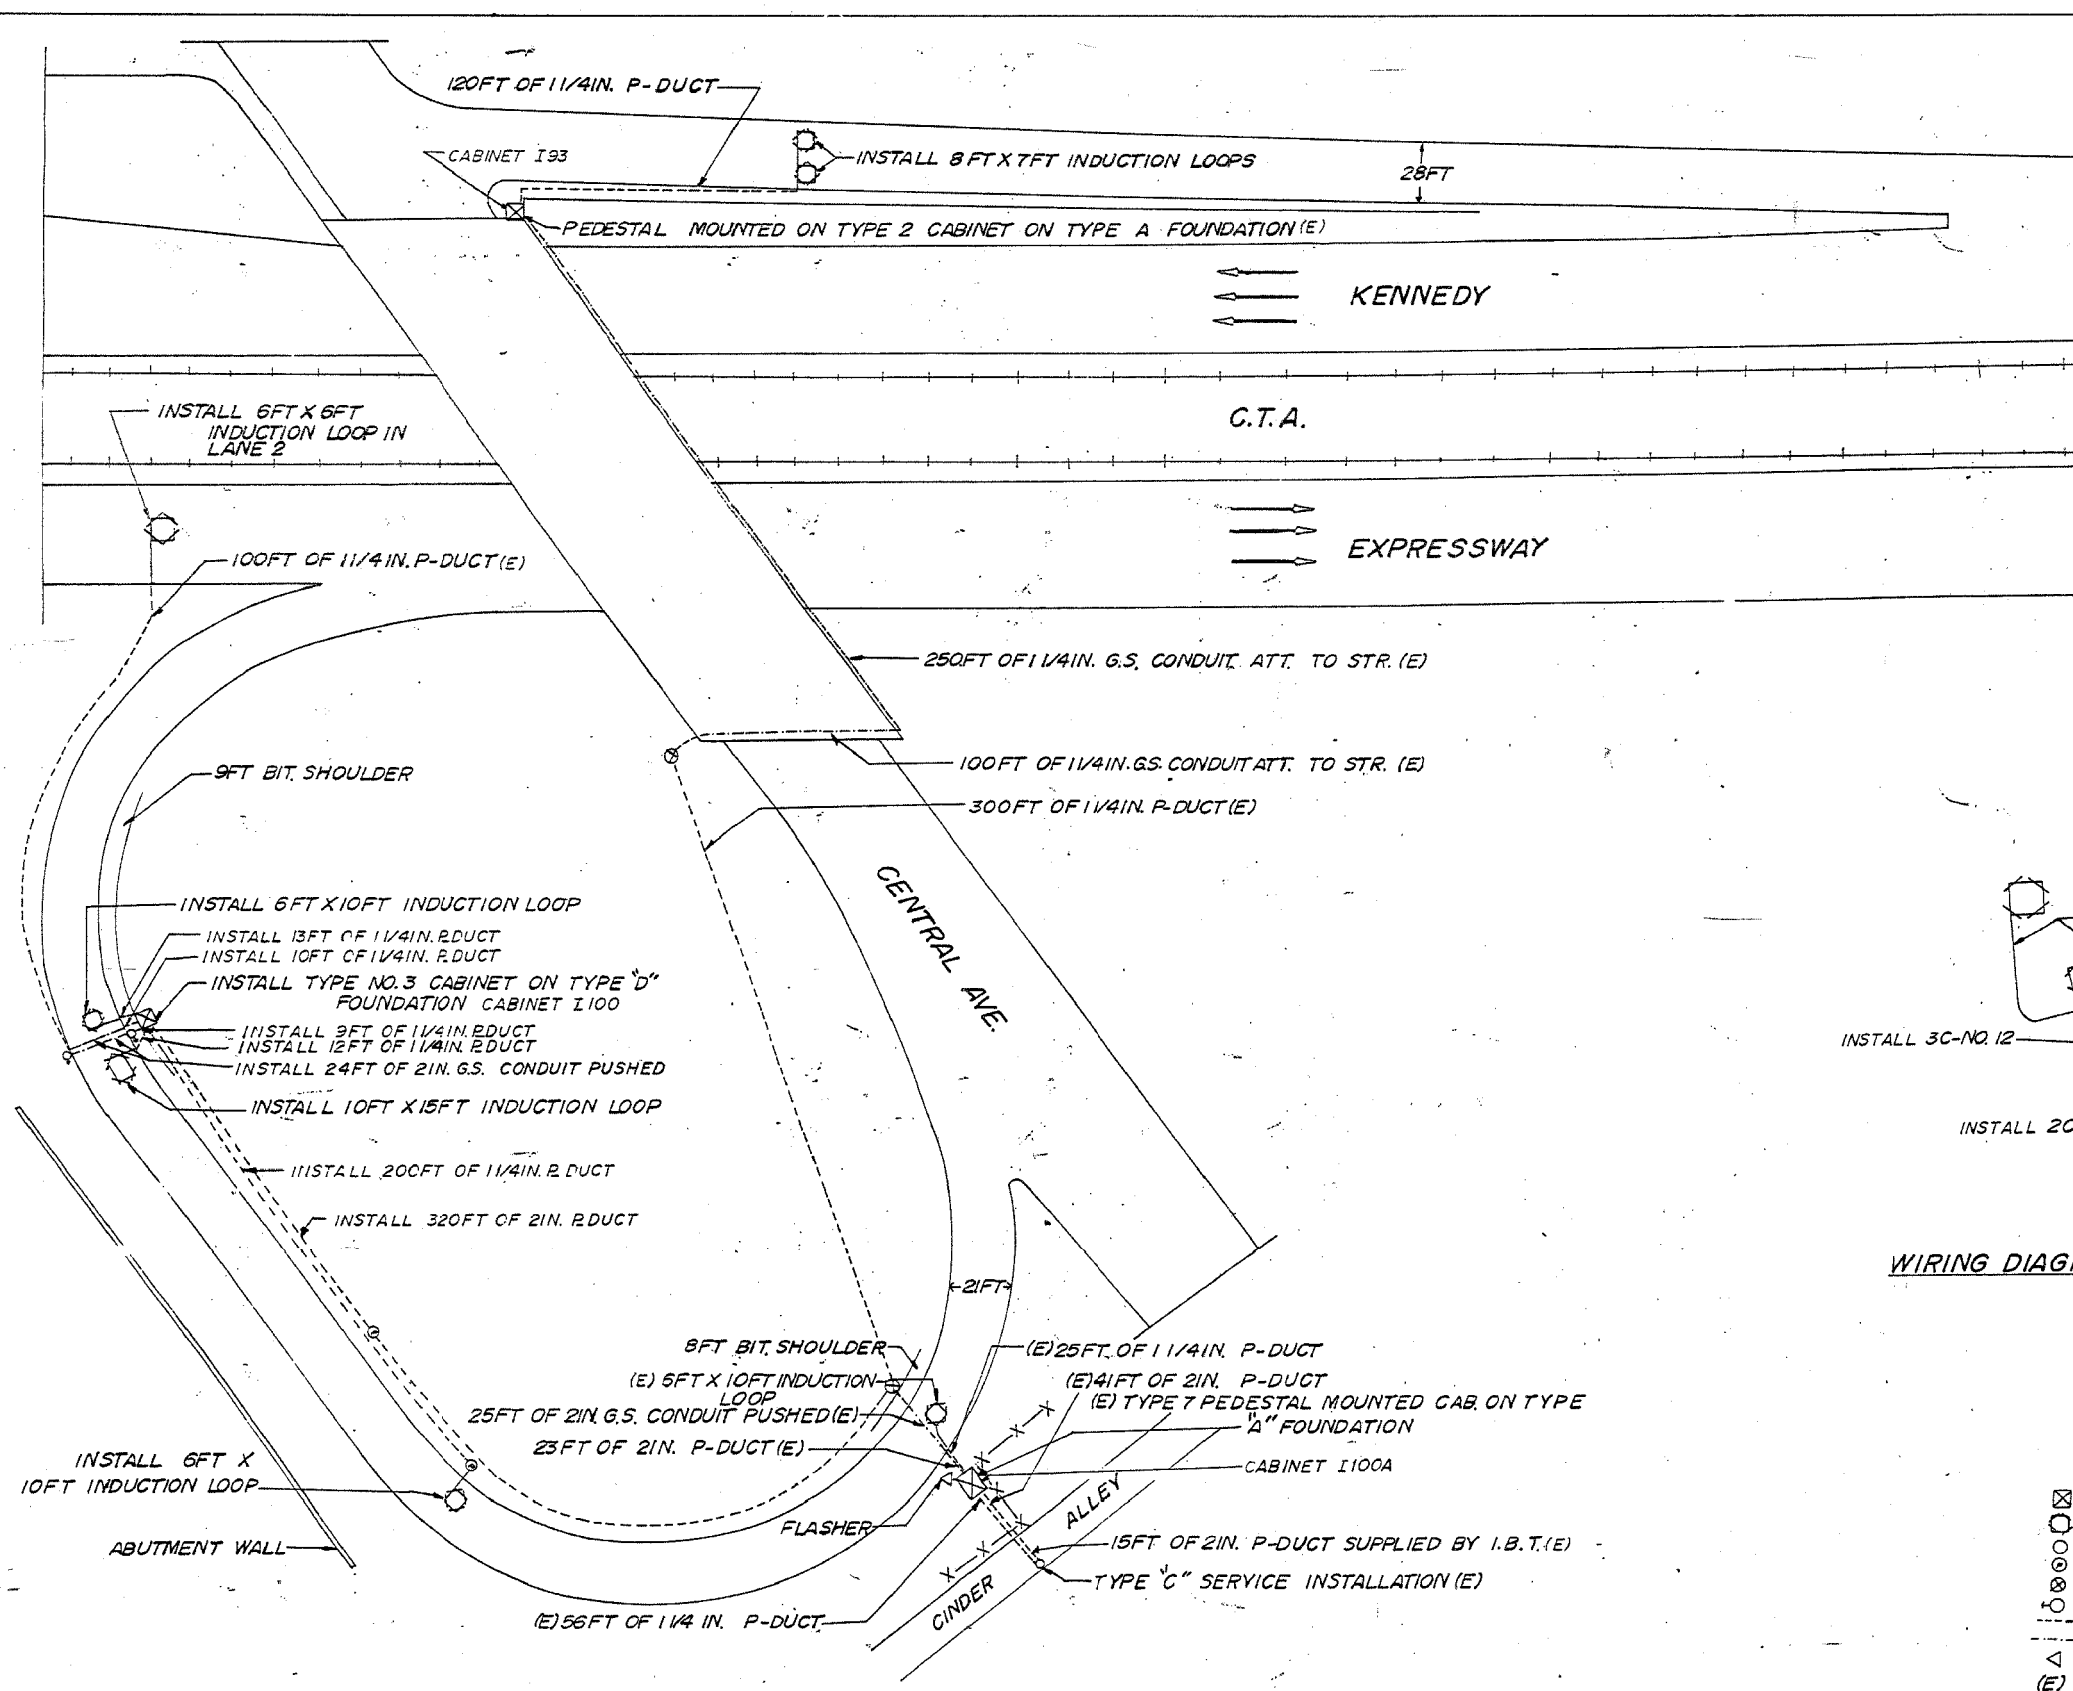 120FT OF 1 1/4IN. P-DUCT
CABINET I93
INSTALL 8FT X 7FT INDUCTION LOOPS
28FT
PEDESTAL MOUNTED ON TYPE 2 CABINET ON TYPE A FOUNDATION (E)
KENNEDY
INSTALL 6FT X 6FT
INDUCTION LOOP IN
LANE 2
C.T.A.
100FT OF 1 1/4 IN. P-DUCT (E)
EXPRESSWAY
250FT OF 1 1/4IN. G.S. CONDUIT ATT. TO STR. (E)
100FT OF 1 1/4IN. G.S. CONDUIT ATT. TO STR. (E)
9FT BIT. SHOULDER
300FT OF 1 1/4IN. P-DUCT (E)
CENTRAL AVE.
INSTALL 6FT X 10FT INDUCTION LOOP
INSTALL 13FT OF 1 1/4IN. P.DUCT
INSTALL 10FT OF 1 1/4IN. P.DUCT
INSTALL TYPE NO.3 CABINET ON TYPE "D"
FOUNDATION CABINET I100
INSTALL 9FT OF 1 1/4IN. P.DUCT
INSTALL 12FT OF 1 1/4IN. P.DUCT
INSTALL 24FT OF 2IN. G.S. CONDUIT PUSHED
INSTALL 10FT X 15FT INDUCTION LOOP
INSTALL 3C-NO. 12
INSTALL 2C
INSTALL 200FT OF 1 1/4IN. P. DUCT
INSTALL 320FT OF 2IN. P.DUCT
WIRING DIAG
21FT
8FT BIT. SHOULDER
(E) 25FT. OF 1 1/4IN. P-DUCT
(E) 6FT X 10FT INDUCTION
LOOP
(E) 41FT OF 2IN. P-DUCT
(E) TYPE 7 PEDESTAL MOUNTED CAB. ON TYPE
"A" FOUNDATION
25FT OF 2IN. G.S. CONDUIT PUSHED (E)
23FT OF 2IN. P-DUCT (E)
CABINET I100A
INSTALL 6FT X
10FT INDUCTION LOOP
FLASHER
ALLEY
ABUTMENT WALL
15FT OF 2IN. P-DUCT SUPPLIED BY I.B.T. (E)
TYPE "C" SERVICE INSTALLATION (E)
CINDER
(E) 56FT OF 1 1/4 IN. P-DUCT
(E)